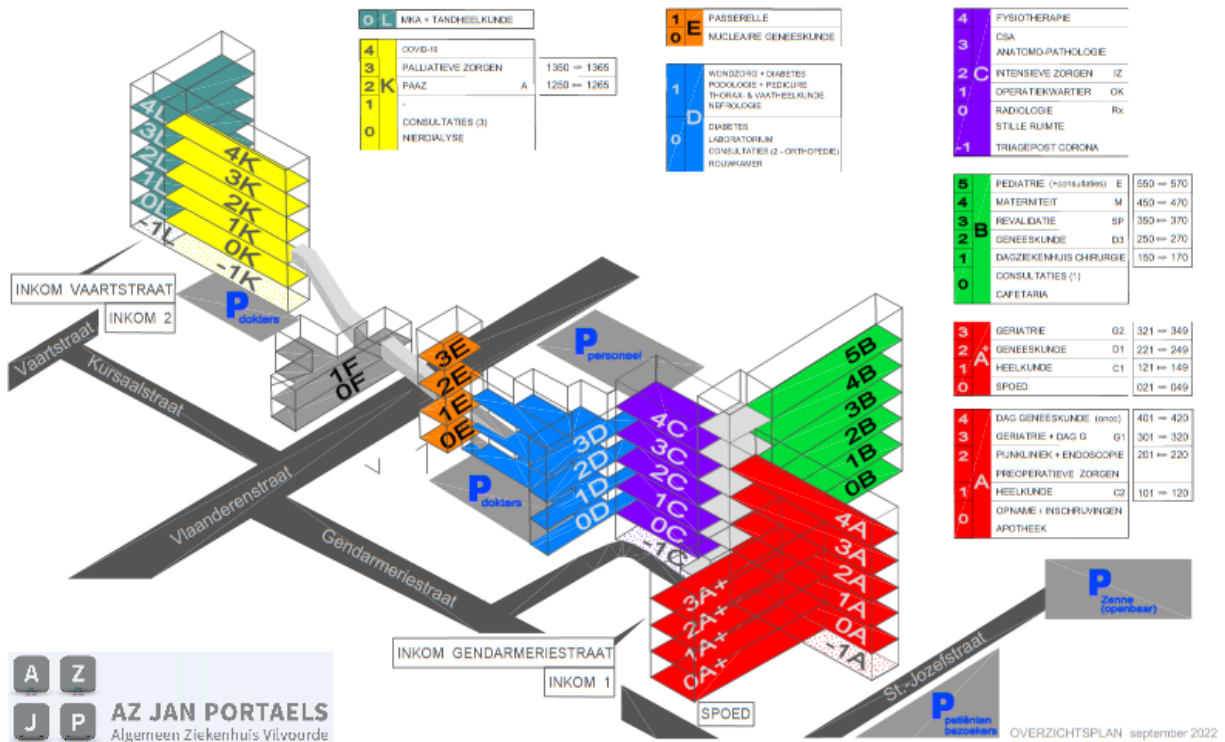 0 L MKA + TANDHEELKUNDE
K
4 COVID-19
3 PALLIATIEVE ZORGEN 1350 ⇔ 1365
2 PAAZ A 1250 ⇔ 1265
1 -
0 CONSULTATIES (3)
NIERDIALYSE
E
1 PASSERELLE
0 NUCLEAIRE GENEESKUNDE
D
1 WONDZORG + DIABETES
PODOLOGIE + PEDICURE
THORAX- & VAATHEELKUNDE
NEFROLOGIE
0 DIABETES
LABORATORIUM
CONSULTATIES (2 - ORTHOPEDIE)
ROUWKAMER
C
4 FYSIOTHERAPIE
3 CSA
ANATOMO-PATHOLOGIE
2 INTENSIEVE ZORGEN IZ
1 OPERATIEKWARTIER OK
0 RADIOLOGIE Rx
STILLE RUIMTE
-1 TRIAGEPOST CORONA
B
5 PEDIATRIE (+consultaties) E 550 ⇔ 570
4 MATERNITEIT M 450 ⇔ 470
3 REVALIDATIE SP 350 ⇔ 370
2 GENEESKUNDE D3 250 ⇔ 270
1 DAGZIEKENHUIS CHIRURGIE 150 ⇔ 170
0 CONSULTATIES (1)
CAFETARIA
A+
3 GERIATRIE G2 321 ⇔ 349
2 GENEESKUNDE D1 221 ⇔ 249
1 HEELKUNDE C1 121 ⇔ 149
0 SPOED 021 ⇔ 049
A
4 DAG GENEESKUNDE (onco) 401 ⇔ 420
3 GERIATRIE + DAG G G1 301 ⇔ 320
2 PIJNKLINIEK + ENDOSCOPIE 201 ⇔ 220
PREOPERATIEVE ZORGEN
1 HEELKUNDE C2 101 ⇔ 120
0 OPNAME / INSCHRIJVINGEN
APOTHEEK
4L
3L
2L
1L
0L
-1L
4K
3K
2K
1K
0K
-1K
INKOM VAARTSTRAAT
INKOM 2
P
dokters
Vaartstraat
Kursaalstraat
1F
0F
3E
2E
1E
0E
P
personeel
Vlaanderenstraat
Gendarmeriestraat
P
dokters
3D
2D
1D
0D
4C
3C
2C
1C
0C
-1C
5B
4B
3B
2B
1B
0B
4A
3A
2A
1A
0A
-1A
3A+
2A+
1A+
0A+
INKOM GENDARMERIESTRAAT
INKOM 1
SPOED
St.-Jozefstraat
P
Zenne
(openbaar)
P
patiënten
bezoekers
A Z
J P
AZ JAN PORTAELS
Algemeen Ziekenhuis Vilvoorde
OVERZICHTSPLAN september 2022